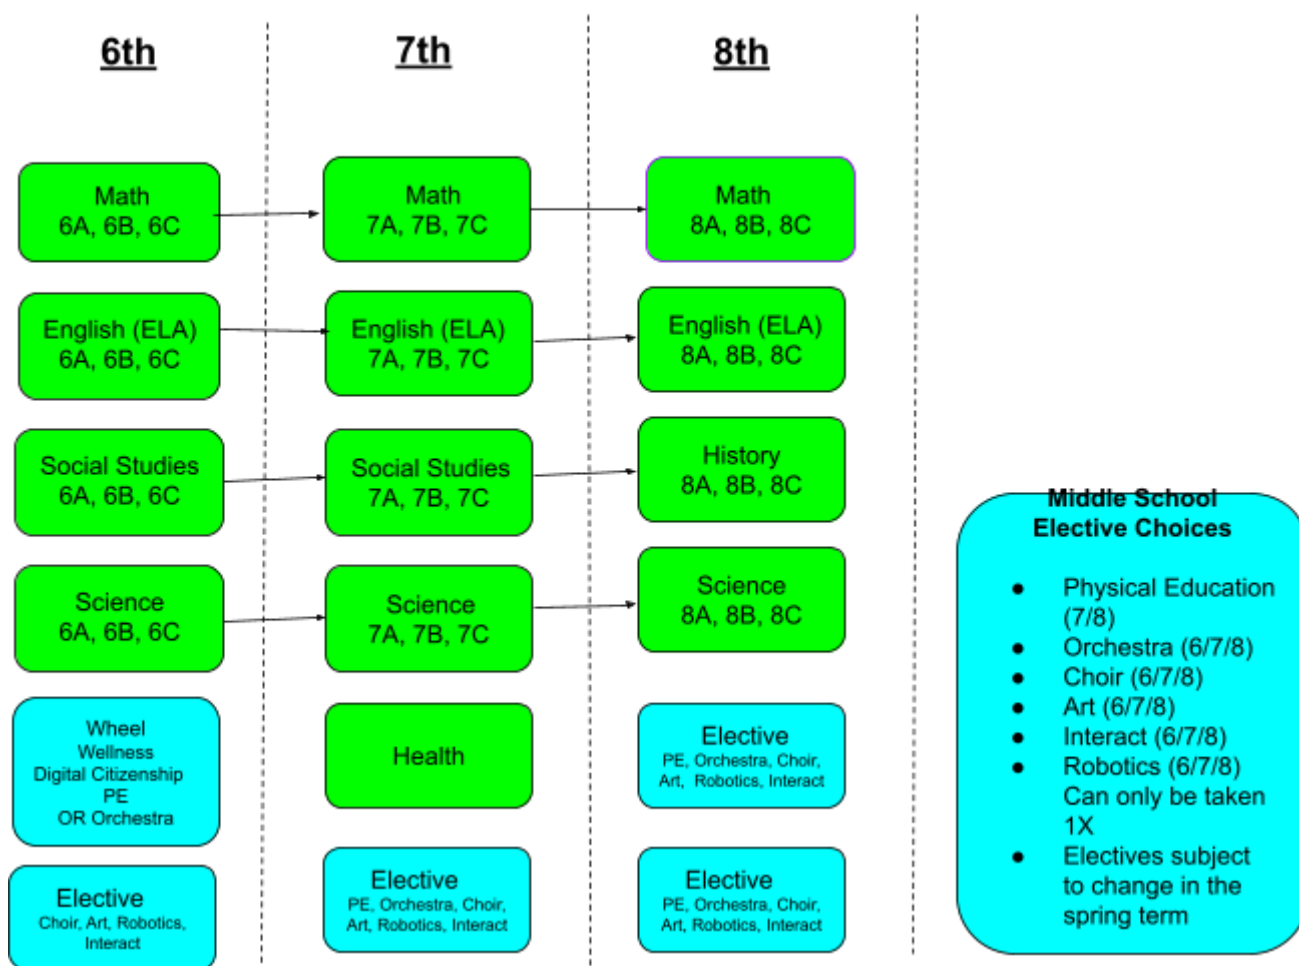 6th
7th
8th
Math
6A, 6B, 6C
Math
7A, 7B, 7C
Math
8A, 8B, 8C
English (ELA)
6A, 6B, 6C
English (ELA)
7A, 7B, 7C
English (ELA)
8A, 8B, 8C
Social Studies
6A, 6B, 6C
Social Studies
7A, 7B, 7C
History
8A, 8B, 8C
Science
6A, 6B, 6C
Science
7A, 7B, 7C
Science
8A, 8B, 8C
Wheel
Wellness
Digital Citizenship
PE
OR Orchestra
Health
Elective
PE, Orchestra, Choir,
Art, Robotics, Interact
Elective
Choir, Art, Robotics,
Interact
Elective
PE, Orchestra, Choir,
Art, Robotics, Interact
Elective
PE, Orchestra, Choir,
Art, Robotics, Interact
Middle School
Elective Choices
● Physical Education
(7/8)
● Orchestra (6/7/8)
● Choir (6/7/8)
● Art (6/7/8)
● Interact (6/7/8)
● Robotics (6/7/8)
Can only be taken
1X
● Electives subject
to change in the
spring term